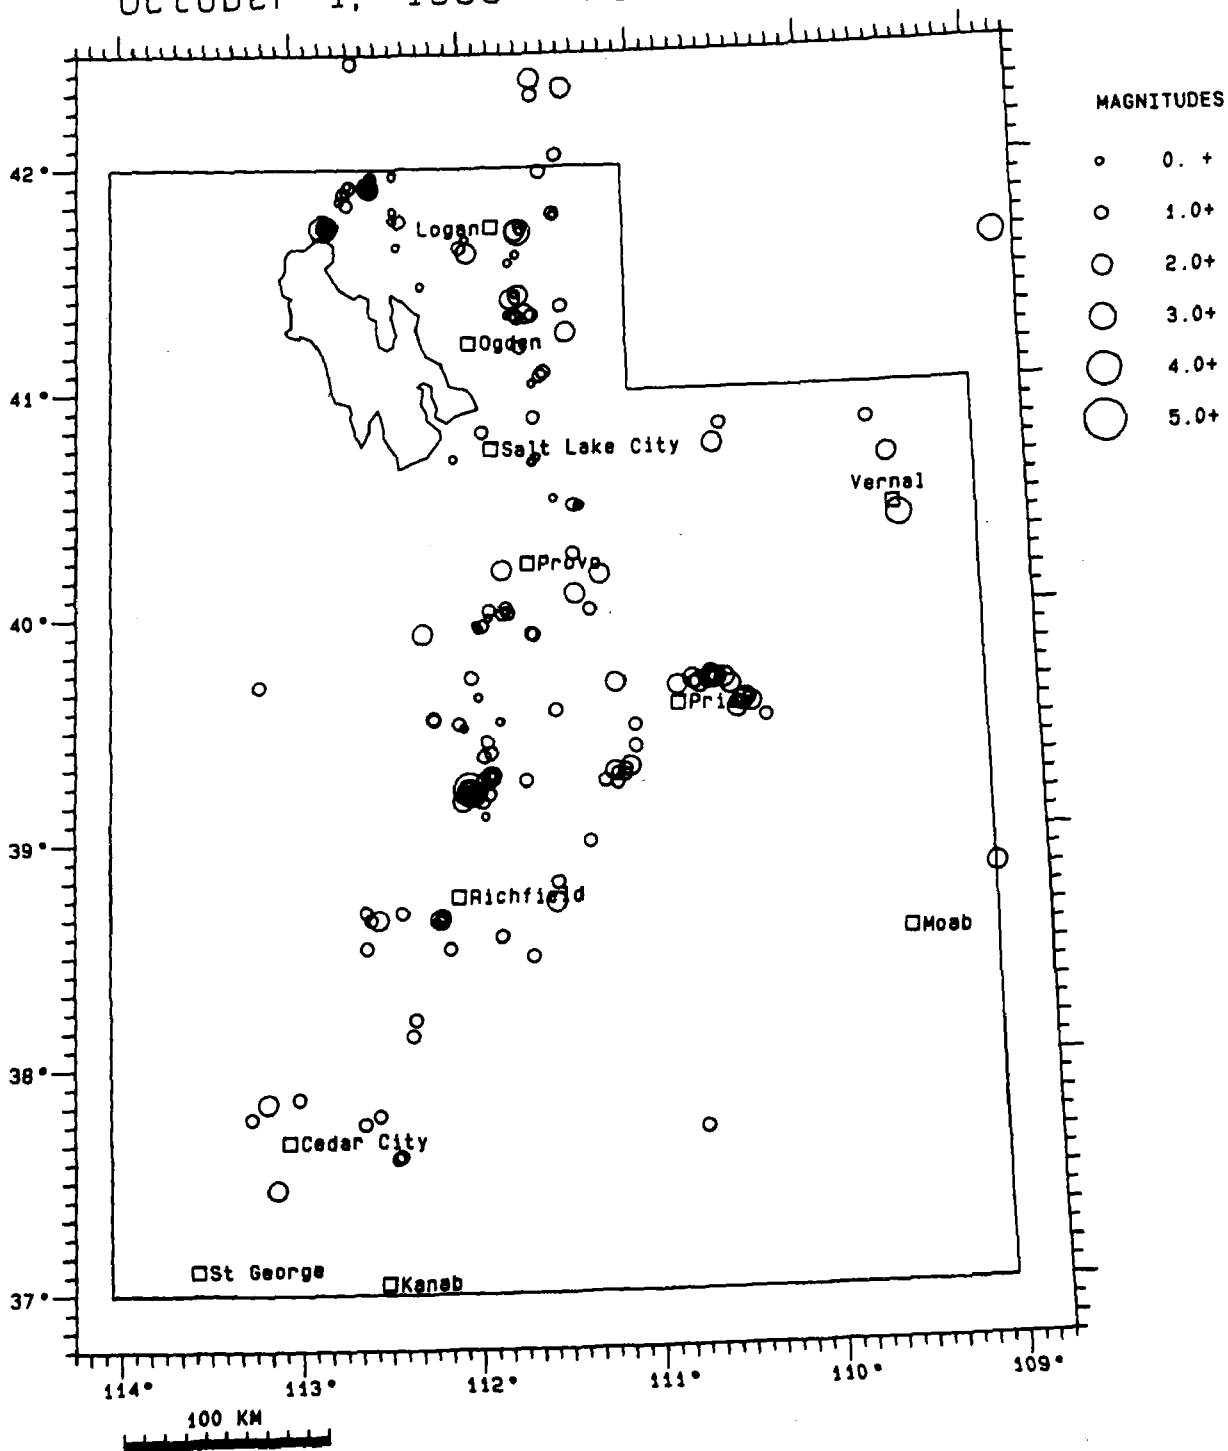 October 1,
MAGNITUDES
0. +
1.0+
2.0+
3.0+
4.0+
5.0+
42°
41°
40°
39°
38°
37°
Logan
Ogden
Salt Lake City
Vernal
Provo
Richfield
Moab
Cedar City
St George
Kanab
114°
113°
112°
111°
110°
109°
100 KM